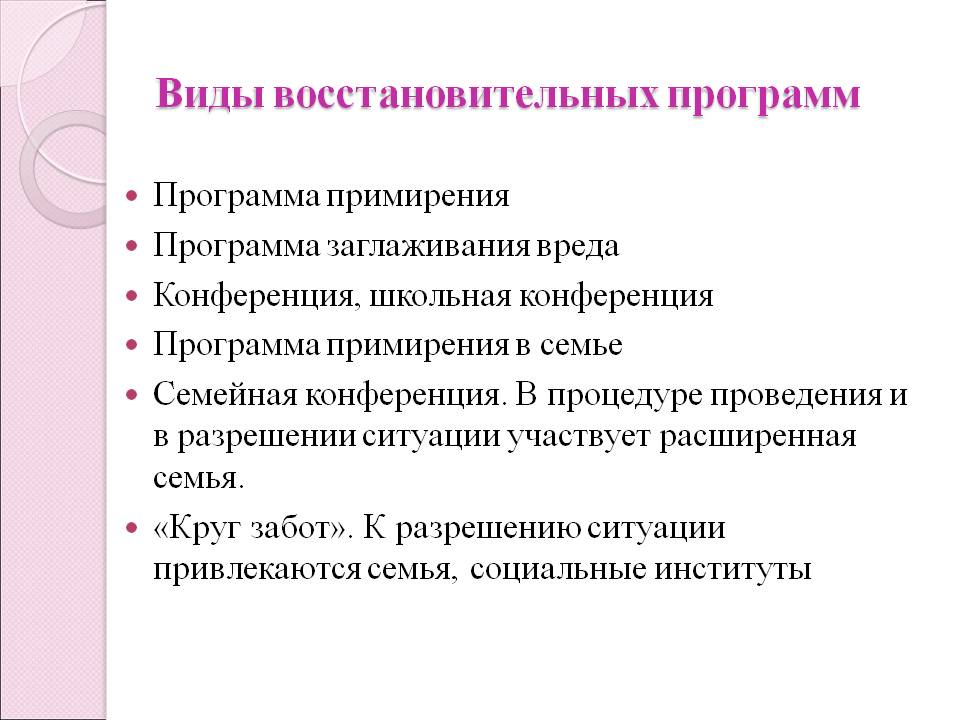 Виды восстановительных программ
• Программа примирения
• Программа заглаживания вреда
• Конференция, школьная конференция
• Программа примирения в семье
• Семейная конференция. В процедуре проведения и
в разрешении ситуации участвует расширенная
семья.
• «Круг забот». К разрешению ситуации
привлекаются семья, социальные институты